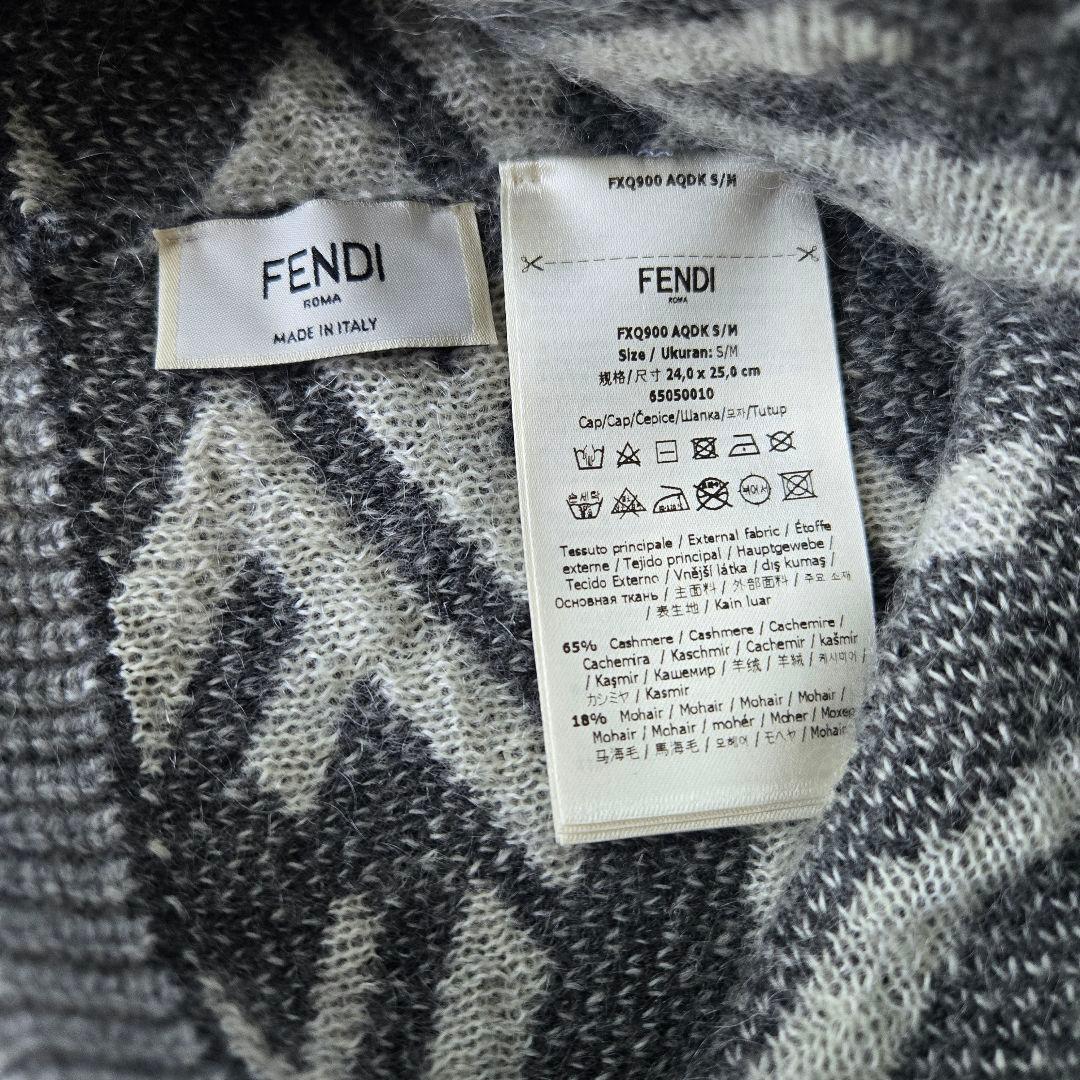 FENDI
ROMA
MADE IN ITALY
FXQ900 AQDK S/M
FENDI
ROMA
FXQ900 AQDK S/M
Size / Ukuran: S/M
规格/尺寸 24,0 x 25,0 cm
65050010
Cap/Cap/Čepice/Шапка/모자/Tutup
손세탁
Tessuto principale / External fabric / Étoffe
externe / Tejido principal / Hauptgewebe /
Tecido Externo / Vnější látka / dış kumaş /
Основная ткань / 主面料 / 外部面料 / 주요 소재
/ 表生地 / Kain luar
65% Cashmere / Cashmere / Cachemire /
Cachemira / Kaschmir / Cachemir / kašmir
/ Kaşmir / Кашемир / 羊绒 / 羊絨 / 캐시미어 /
カシミヤ / Kasmir
18% Mohair / Mohair / Mohair /
Mohair / Mohair / mohér / Moher / Мохер
马海毛 / 馬海毛 / 모헤어 / モヘヤ / Mohair